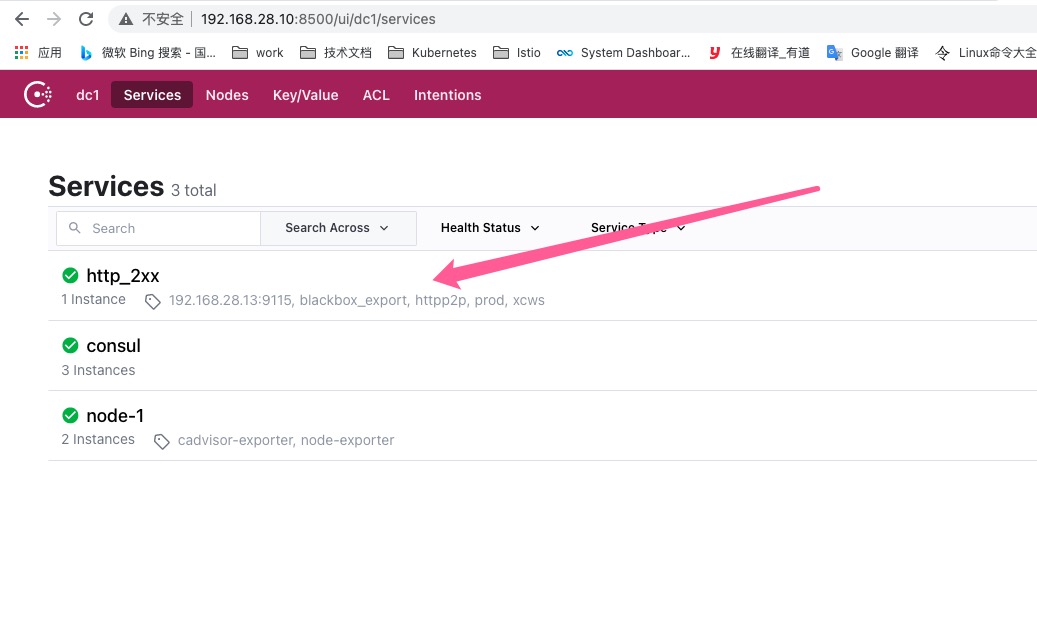 不安全 192.168.28.10:8500/ui/dc1/services
应用 微软 Bing 搜索 - 国... work 技术文档 Kubernetes Istio System Dashboar... 在线翻译_有道 Google 翻译 Linux命令大全
dc1 Services Nodes Key/Value ACL Intentions
Services 3 total
Search Search Across Health Status Service Type
http_2xx
1 Instance 192.168.28.13:9115, blackbox_export, httpp2p, prod, xcws
consul
3 Instances
node-1
2 Instances cadvisor-exporter, node-exporter